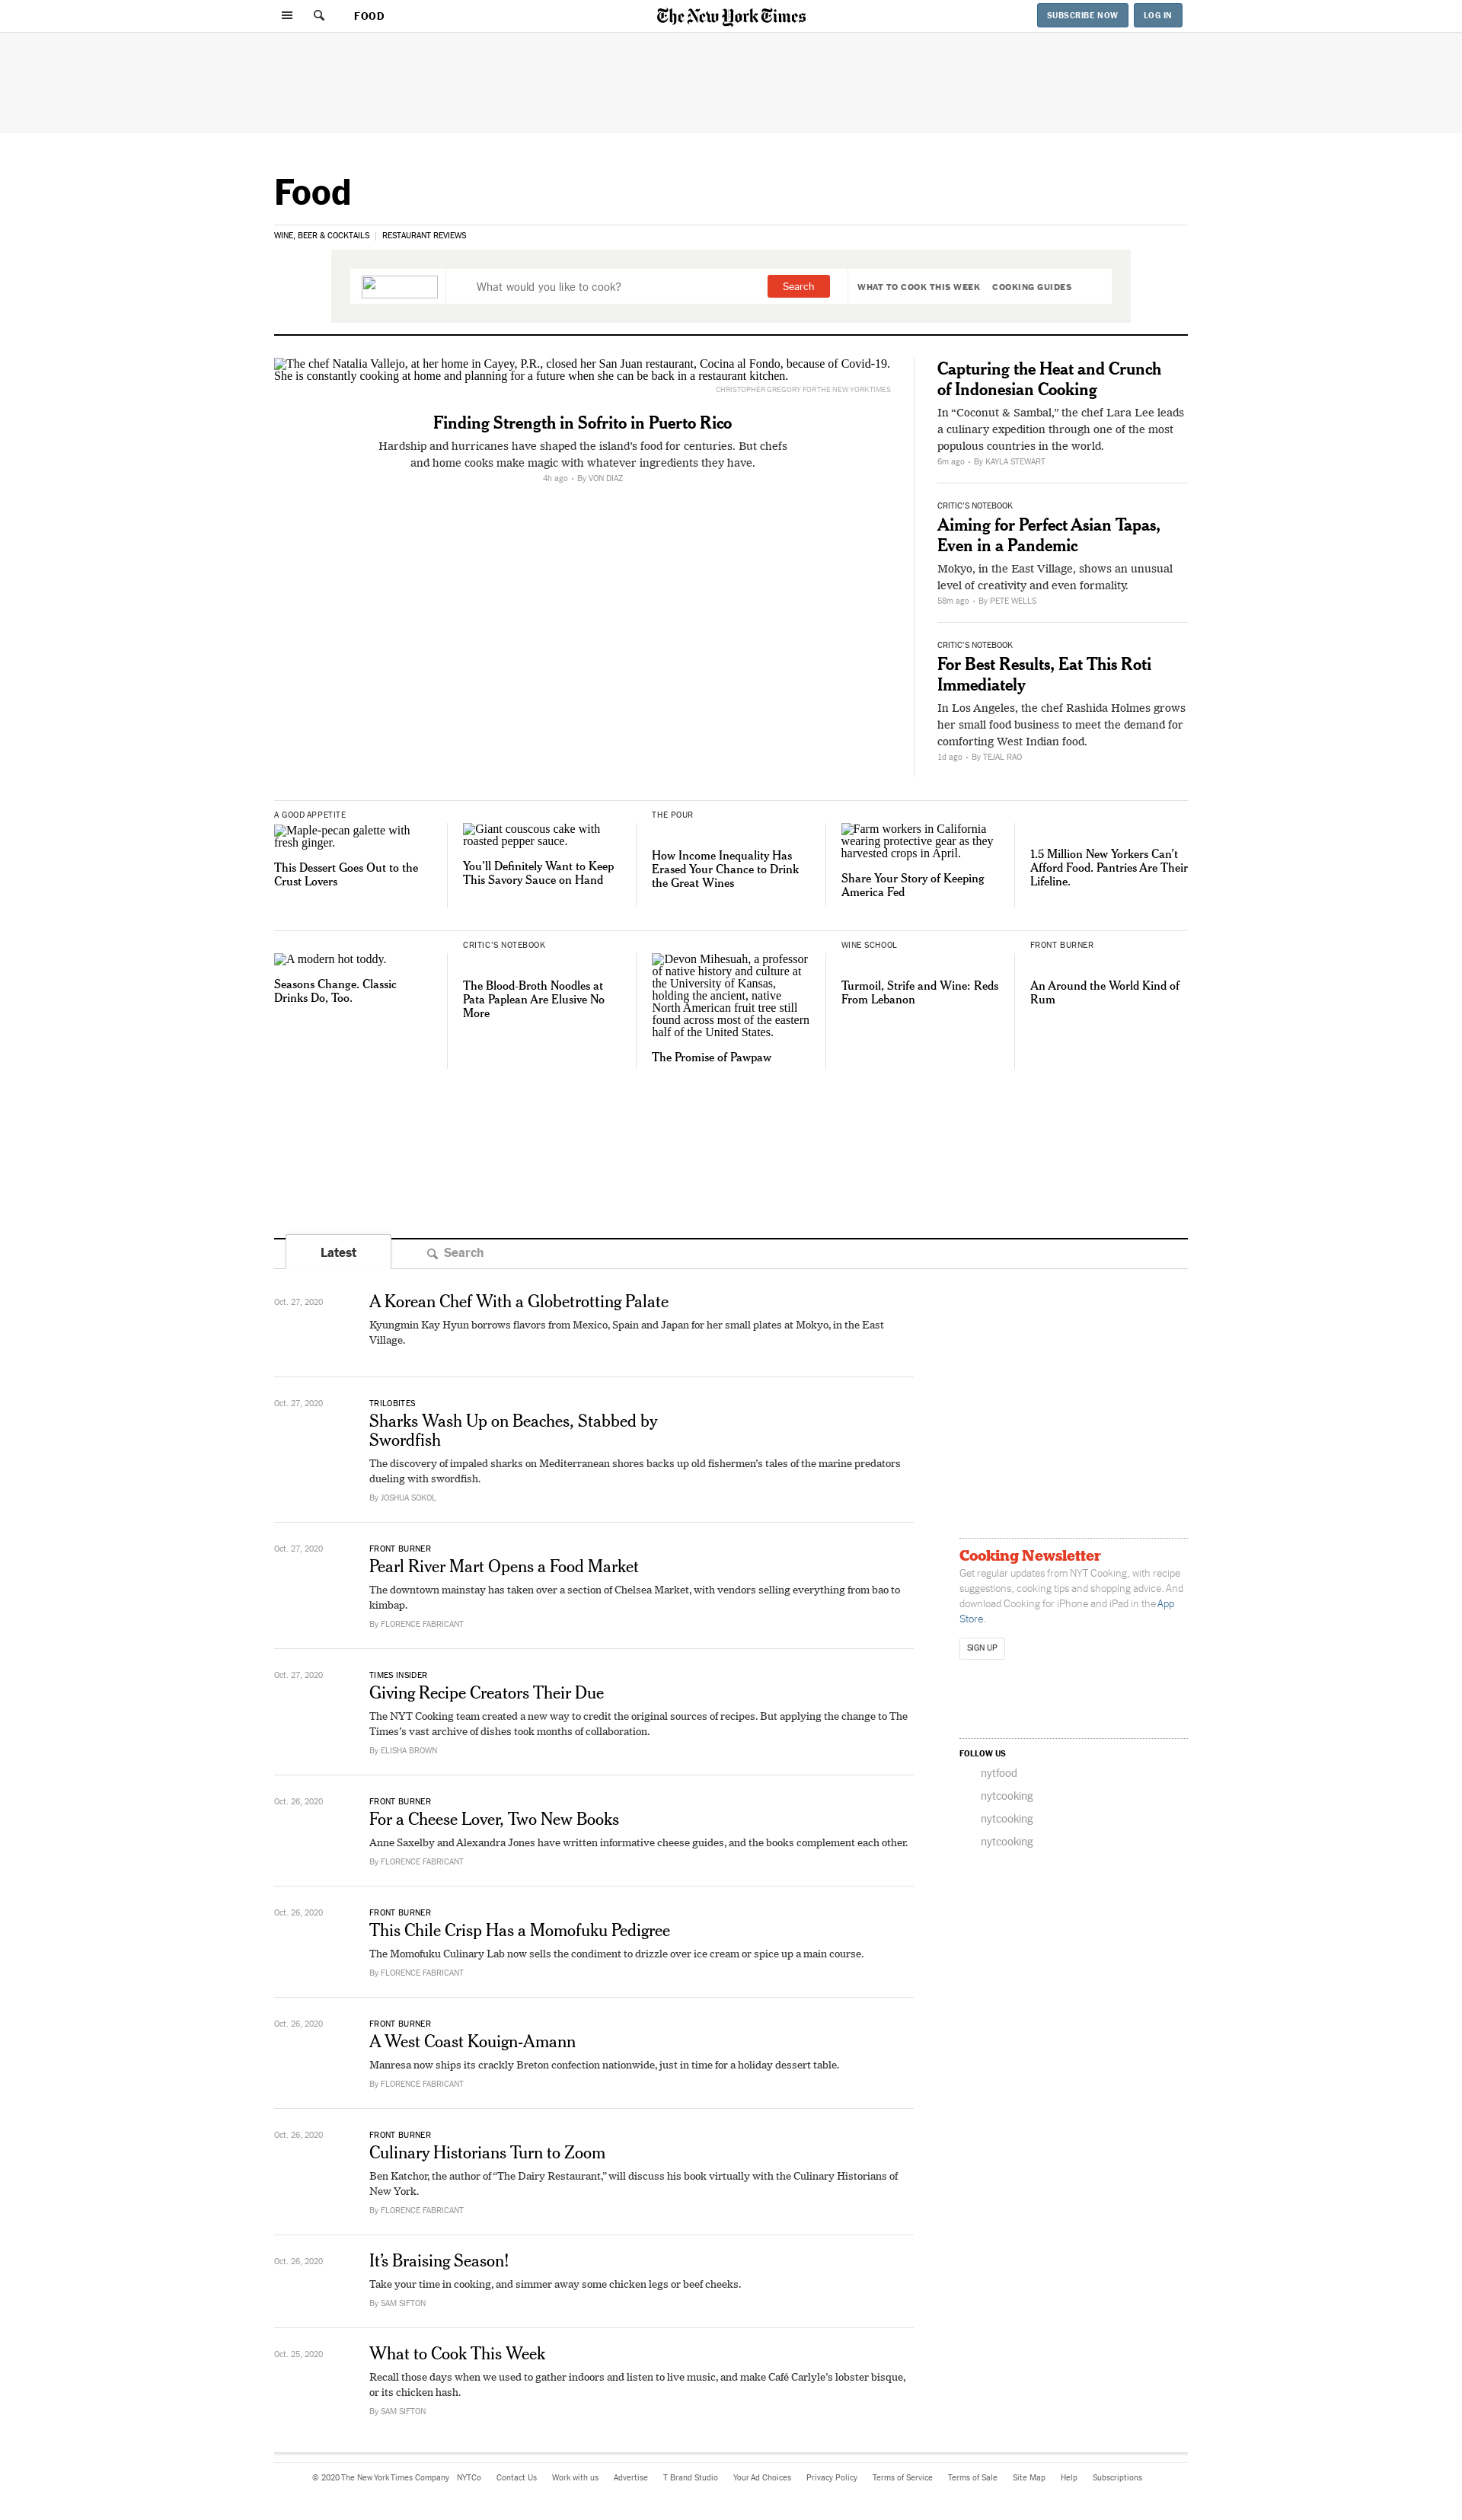 FOOD
The New York Times
SUBSCRIBE NOW
LOG IN
Food
WINE, BEER & COCKTAILS | RESTAURANT REVIEWS
What would you like to cook?
Search
WHAT TO COOK THIS WEEK
COOKING GUIDES
The chef Natalia Vallejo, at her home in Cayey, P.R., closed her San Juan restaurant, Cocina al Fondo, because of Covid-19.
She is constantly cooking at home and planning for a future when she can be back in a restaurant kitchen.
CHRISTOPHER GREGORY FOR THE NEW YORK TIMES
Finding Strength in Sofrito in Puerto Rico
Hardship and hurricanes have shaped the island's food for centuries. But chefs
and home cooks make magic with whatever ingredients they have.
4h ago • By VON DIAZ
Capturing the Heat and Crunch
of Indonesian Cooking
In “Coconut & Sambal,” the chef Lara Lee leads
a culinary expedition through one of the most
populous countries in the world.
6m ago • By KAYLA STEWART
CRITIC'S NOTEBOOK
Aiming for Perfect Asian Tapas,
Even in a Pandemic
Mokyo, in the East Village, shows an unusual
level of creativity and even formality.
58m ago • By PETE WELLS
CRITIC'S NOTEBOOK
For Best Results, Eat This Roti
Immediately
In Los Angeles, the chef Rashida Holmes grows
her small food business to meet the demand for
comforting West Indian food.
1d ago • By TEJAL RAO
A GOOD APPETITE
Maple-pecan galette with
fresh ginger.
This Dessert Goes Out to the
Crust Lovers
Giant couscous cake with
roasted pepper sauce.
You’ll Definitely Want to Keep
This Savory Sauce on Hand
THE POUR
How Income Inequality Has
Erased Your Chance to Drink
the Great Wines
Farm workers in California
wearing protective gear as they
harvested crops in April.
Share Your Story of Keeping
America Fed
1.5 Million New Yorkers Can’t
Afford Food. Pantries Are Their
Lifeline.
A modern hot toddy.
Seasons Change. Classic
Drinks Do, Too.
CRITIC'S NOTEBOOK
The Blood-Broth Noodles at
Pata Paplean Are Elusive No
More
Devon Mihesuah, a professor
of native history and culture at
the University of Kansas,
holding the ancient, native
North American fruit tree still
found across most of the eastern
half of the United States.
The Promise of Pawpaw
WINE SCHOOL
Turmoil, Strife and Wine: Reds
From Lebanon
FRONT BURNER
An Around the World Kind of
Rum
Latest
Search
Oct. 27, 2020
A Korean Chef With a Globetrotting Palate
Kyungmin Kay Hyun borrows flavors from Mexico, Spain and Japan for her small plates at Mokyo, in the East
Village.
Oct. 27, 2020
TRILOBITES
Sharks Wash Up on Beaches, Stabbed by
Swordfish
The discovery of impaled sharks on Mediterranean shores backs up old fishermen’s tales of the marine predators
dueling with swordfish.
By JOSHUA SOKOL
Oct. 27, 2020
FRONT BURNER
Pearl River Mart Opens a Food Market
The downtown mainstay has taken over a section of Chelsea Market, with vendors selling everything from bao to
kimbap.
By FLORENCE FABRICANT
Oct. 27, 2020
TIMES INSIDER
Giving Recipe Creators Their Due
The NYT Cooking team created a new way to credit the original sources of recipes. But applying the change to The
Times’s vast archive of dishes took months of collaboration.
By ELISHA BROWN
Oct. 26, 2020
FRONT BURNER
For a Cheese Lover, Two New Books
Anne Saxelby and Alexandra Jones have written informative cheese guides, and the books complement each other.
By FLORENCE FABRICANT
Oct. 26, 2020
FRONT BURNER
This Chile Crisp Has a Momofuku Pedigree
The Momofuku Culinary Lab now sells the condiment to drizzle over ice cream or spice up a main course.
By FLORENCE FABRICANT
Oct. 26, 2020
FRONT BURNER
A West Coast Kouign-Amann
Manresa now ships its crackly Breton confection nationwide, just in time for a holiday dessert table.
By FLORENCE FABRICANT
Oct. 26, 2020
FRONT BURNER
Culinary Historians Turn to Zoom
Ben Katchor, the author of “The Dairy Restaurant,” will discuss his book virtually with the Culinary Historians of
New York.
By FLORENCE FABRICANT
Oct. 26, 2020
It’s Braising Season!
Take your time in cooking, and simmer away some chicken legs or beef cheeks.
By SAM SIFTON
Oct. 25, 2020
What to Cook This Week
Recall those days when we used to gather indoors and listen to live music, and make Café Carlyle’s lobster bisque,
or its chicken hash.
By SAM SIFTON
Cooking Newsletter
Get regular updates from NYT Cooking, with recipe
suggestions, cooking tips and shopping advice. And
download Cooking for iPhone and iPad in the App
Store.
SIGN UP
FOLLOW US
nytfood
nytcooking
nytcooking
nytcooking
© 2020 The New York Times Company NYTCo Contact Us Work with us Advertise T Brand Studio Your Ad Choices Privacy Policy Terms of Service Terms of Sale Site Map Help Subscriptions